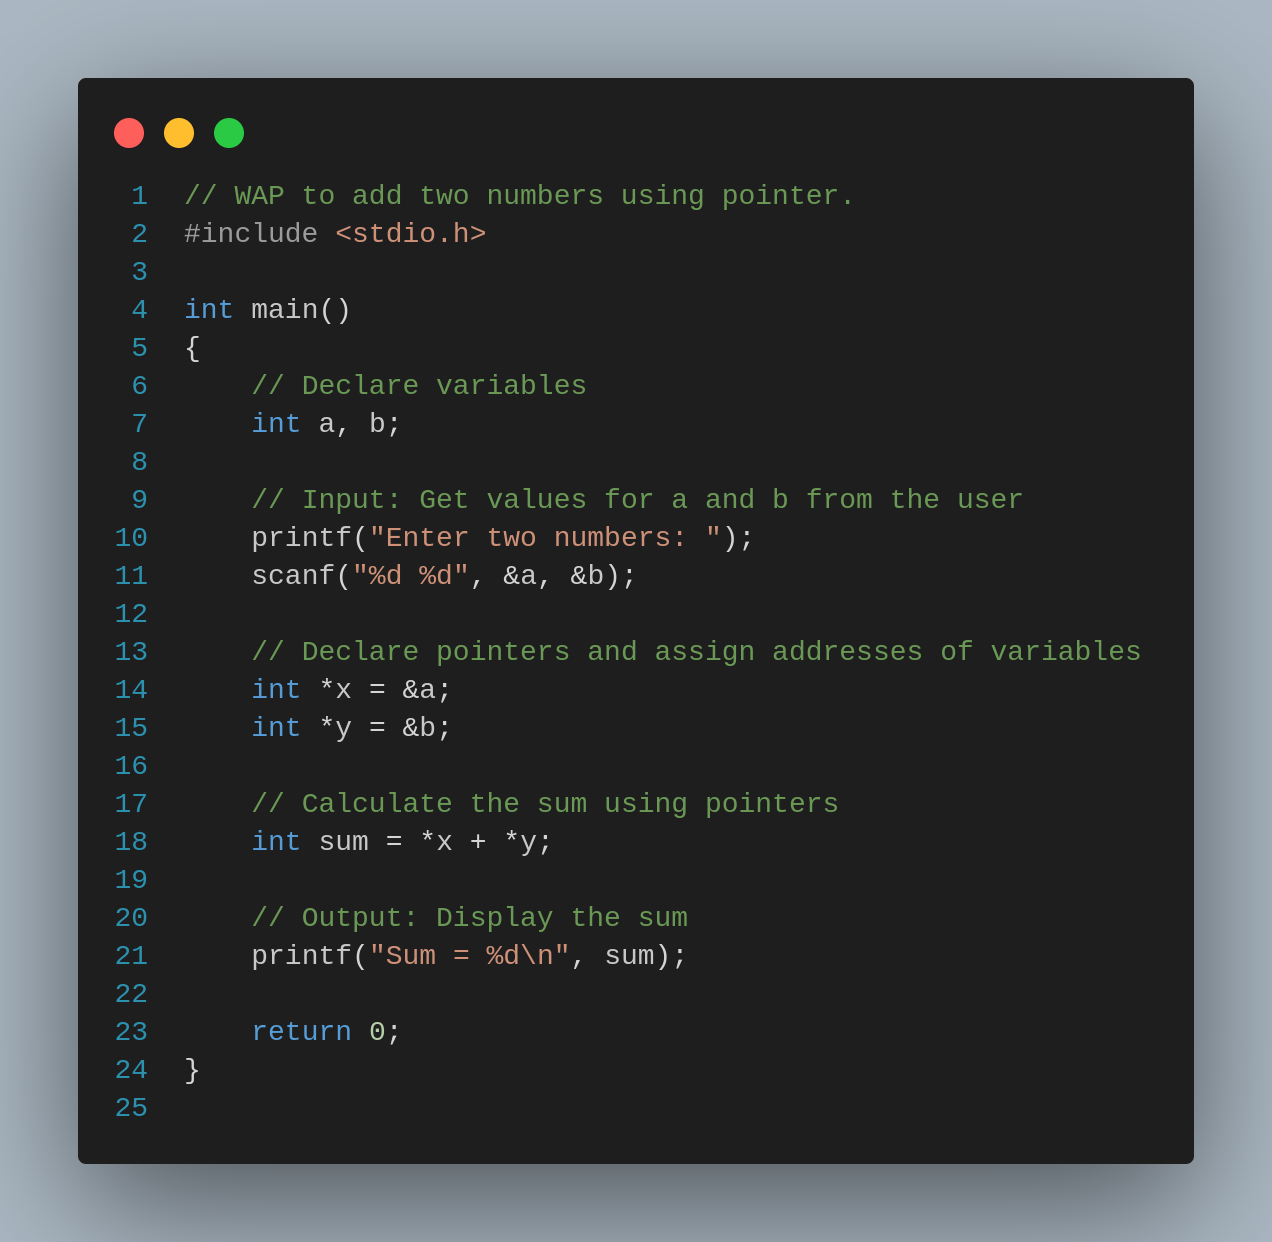 1 // WAP to add two numbers using pointer.
2 #include <stdio.h>
3
4 int main()
5 {
6     // Declare variables
7     int a, b;
8
9     // Input: Get values for a and b from the user
10     printf("Enter two numbers: ");
11     scanf("%d %d", &a, &b);
12
13     // Declare pointers and assign addresses of variables
14     int *x = &a;
15     int *y = &b;
16
17     // Calculate the sum using pointers
18     int sum = *x + *y;
19
20     // Output: Display the sum
21     printf("Sum = %d\n", sum);
22
23     return 0;
24 }
25